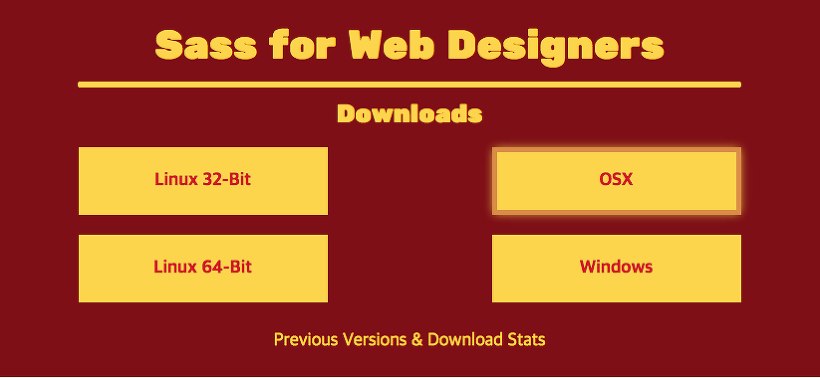 Sass for Web Designers
Downloads
Linux 32-Bit
OSX
Linux 64-Bit
Windows
Previous Versions & Download Stats